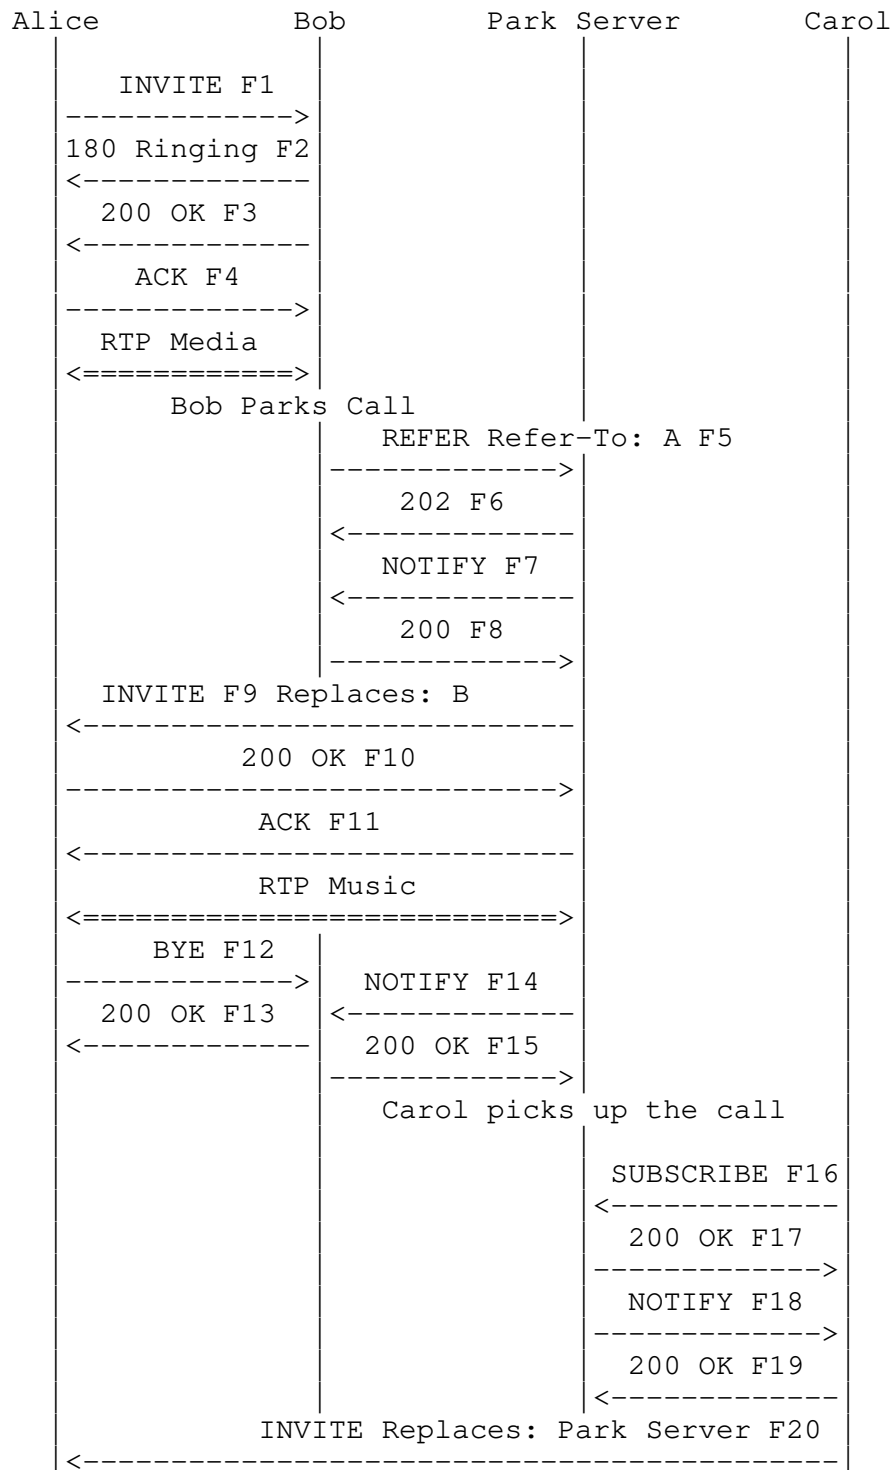 Alice Bob Park Server Carol
INVITE F1
180 Ringing F2
200 OK F3
ACK F4
RTP Media
Bob Parks Call
REFER Refer-To: A F5
202 F6
NOTIFY F7
200 F8
INVITE F9 Replaces: B
200 OK F10
ACK F11
RTP Music
BYE F12
NOTIFY F14
200 OK F13
200 OK F15
Carol picks up the call
SUBSCRIBE F16
200 OK F17
NOTIFY F18
200 OK F19
INVITE Replaces: Park Server F20